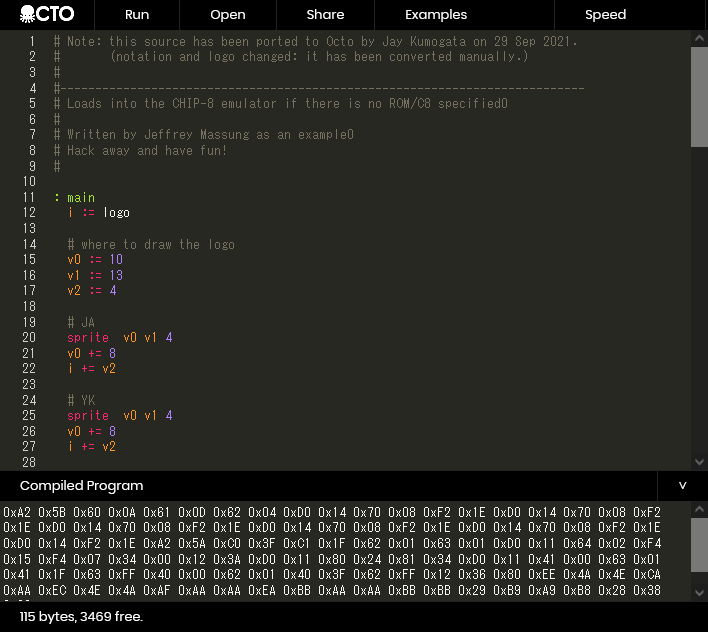 OCTO Run Open Share Examples Speed
1 # Note: this source has been ported to Octo by Jay Kumogata on 29 Sep 2021.
2 #       (notation and logo changed: it has been converted manually.)
3 #
4 #---------------------------------------------------------------------------
5 # Loads into the CHIP-8 emulator if there is no ROM/C8 specified0
6 #
7 # Written by Jeffrey Massung as an example0
8 # Hack away and have fun!
9 #
10
11 : main
12   i := logo
13
14   # where to draw the logo
15   v0 := 10
16   v1 := 13
17   v2 := 4
18
19   # JA
20   sprite  v0 v1 4
21   v0 += 8
22   i += v2
23
24   # YK
25   sprite  v0 v1 4
26   v0 += 8
27   i += v2
28
Compiled Program v
0xA2 0x5B 0x60 0x0A 0x61 0x0D 0x62 0x04 0xD0 0x14 0x70 0x08 0xF2 0x1E 0xD0 0x14 0x70 0x08 0xF2
0x1E 0xD0 0x14 0x70 0x08 0xF2 0x1E 0xD0 0x14 0x70 0x08 0xF2 0x1E 0xD0 0x14 0x70 0x08 0xF2 0x1E
0xD0 0x14 0xF2 0x1E 0xA2 0x5A 0xC0 0x3F 0xC1 0x1F 0x62 0x01 0x63 0x01 0xD0 0x11 0x64 0x02 0xF4
0x15 0xF4 0x07 0x34 0x00 0x12 0x3A 0xD0 0x11 0x80 0x24 0x81 0x34 0xD0 0x11 0x41 0x00 0x63 0x01
0x41 0x1F 0x63 0xFF 0x40 0x00 0x62 0x01 0x40 0x3F 0x62 0xFF 0x12 0x36 0x80 0xEE 0x4A 0x4E 0xCA
0xAA 0xEC 0x4E 0x4A 0xAF 0xAA 0xAA 0xEA 0xBB 0xAA 0xAA 0xBB 0xBB 0x29 0xB9 0xA9 0xB8 0x28 0x38
115 bytes, 3469 free.